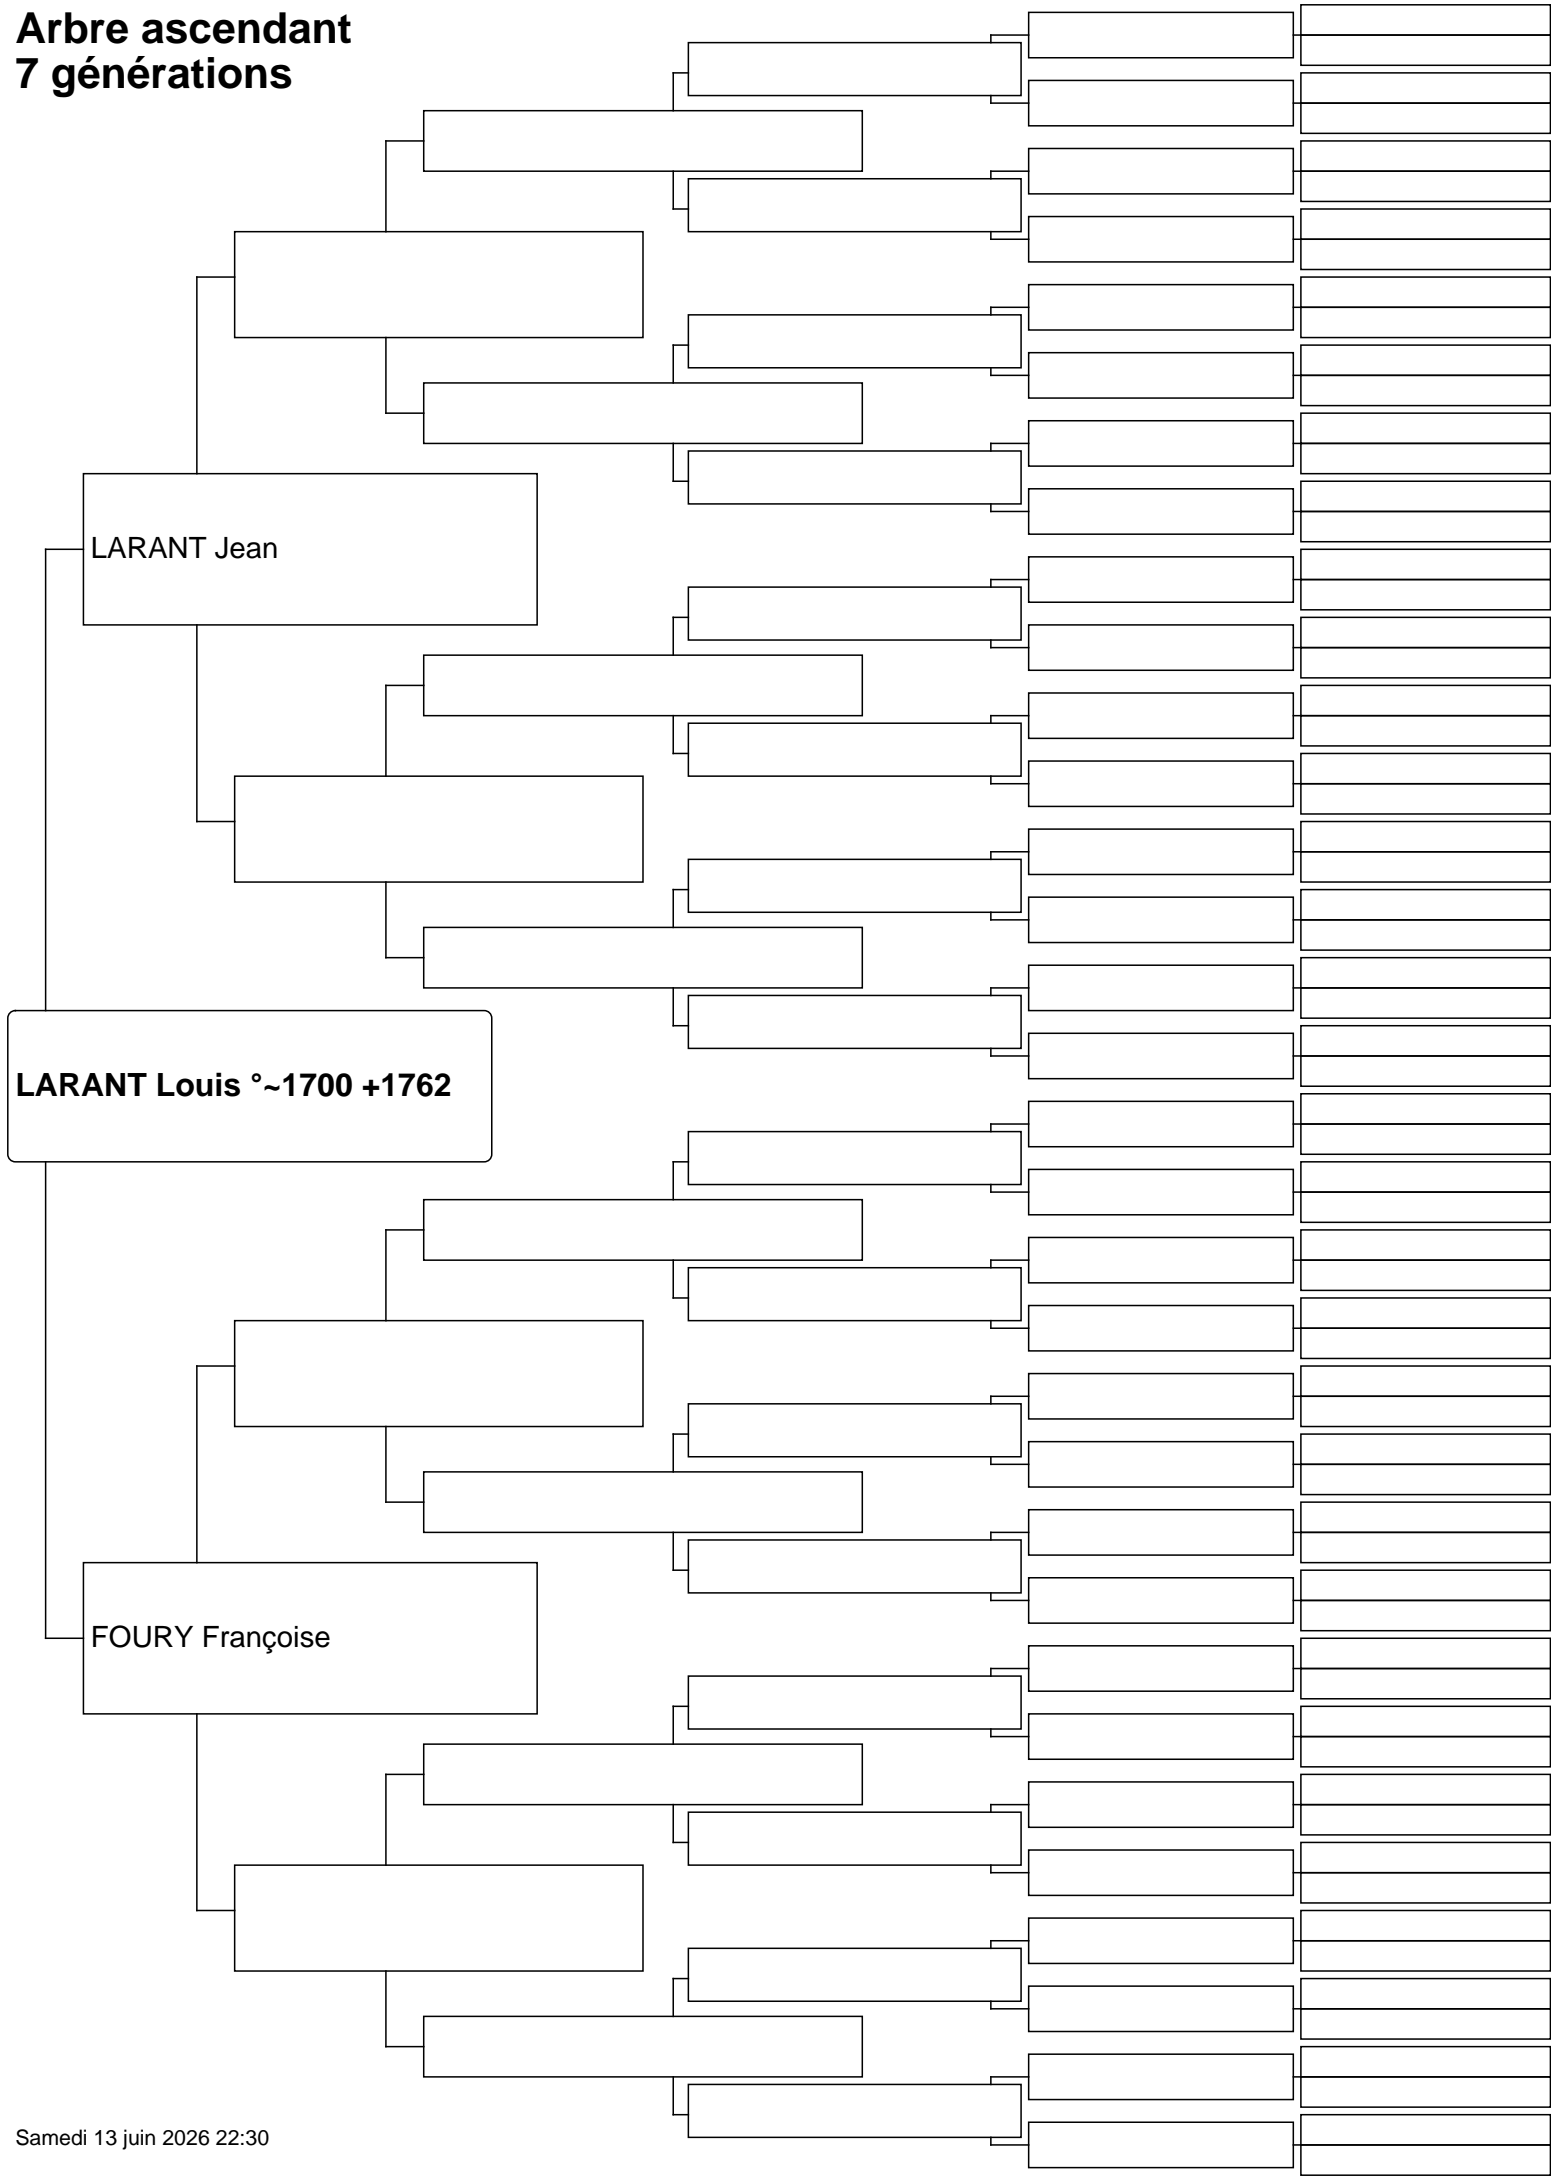 Arbre ascendant
7 générations
LARANT Jean
LARANT Louis °~1700 +1762
FOURY Françoise
Samedi 13 juin 2026 22:30